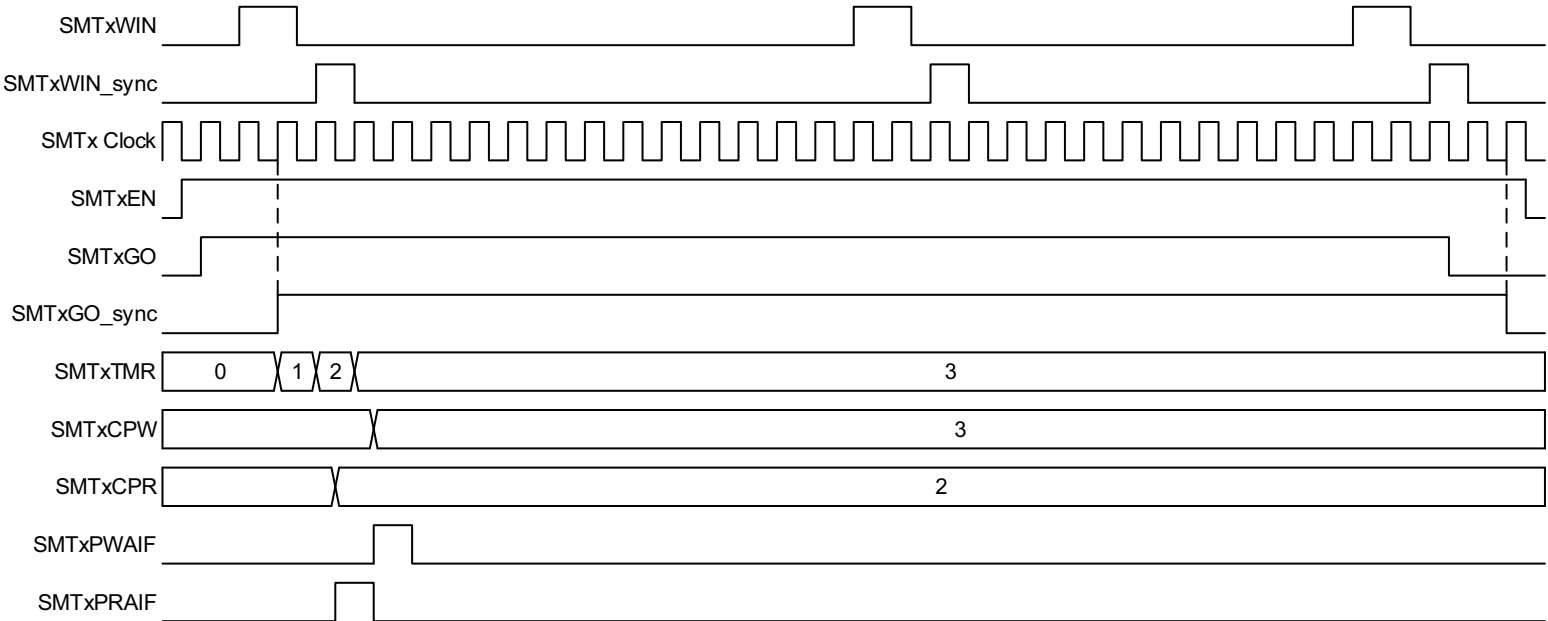 SMTxWIN
SMTxWIN_sync
SMTx Clock
SMTxEN
SMTxGO
SMTxGO_sync
SMTxTMR 0 1 2 3
SMTxCPW 3
SMTxCPR 2
SMTxPWAIF
SMTxPRAIF